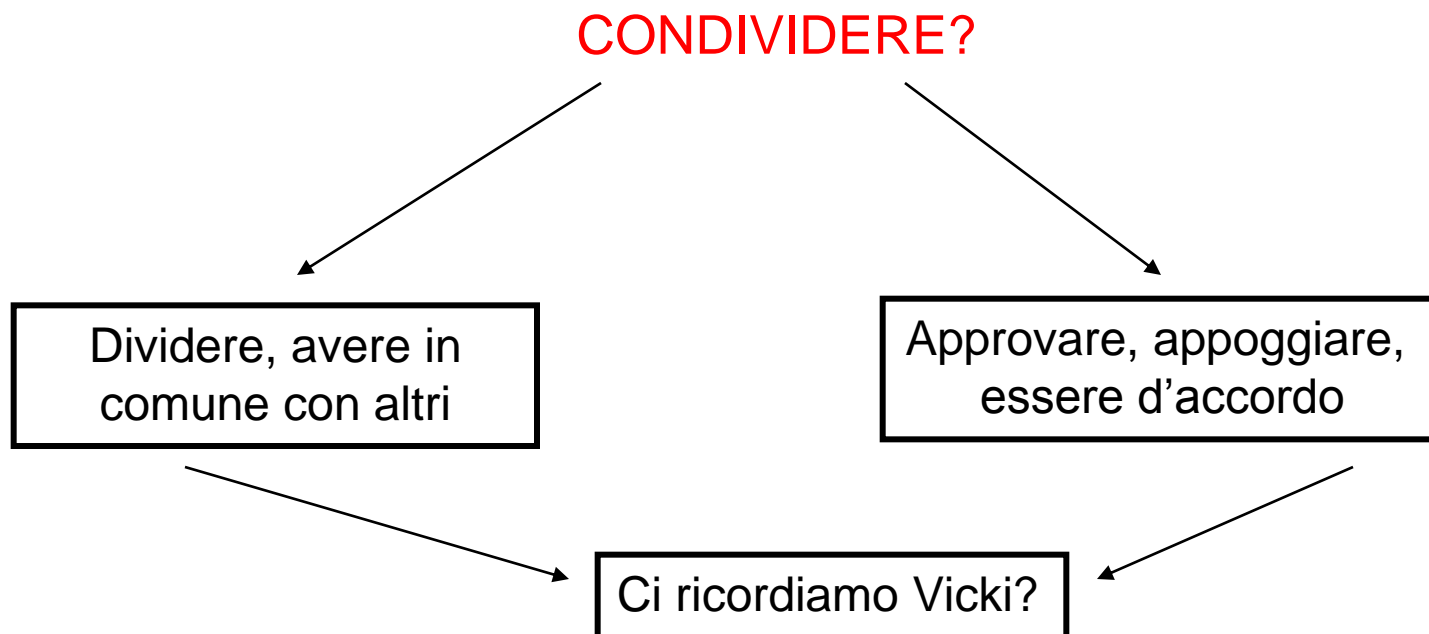 CONDIVIDERE?
Dividere, avere in
comune con altri
Approvare, appoggiare,
essere d’accordo
Ci ricordiamo Vicki?